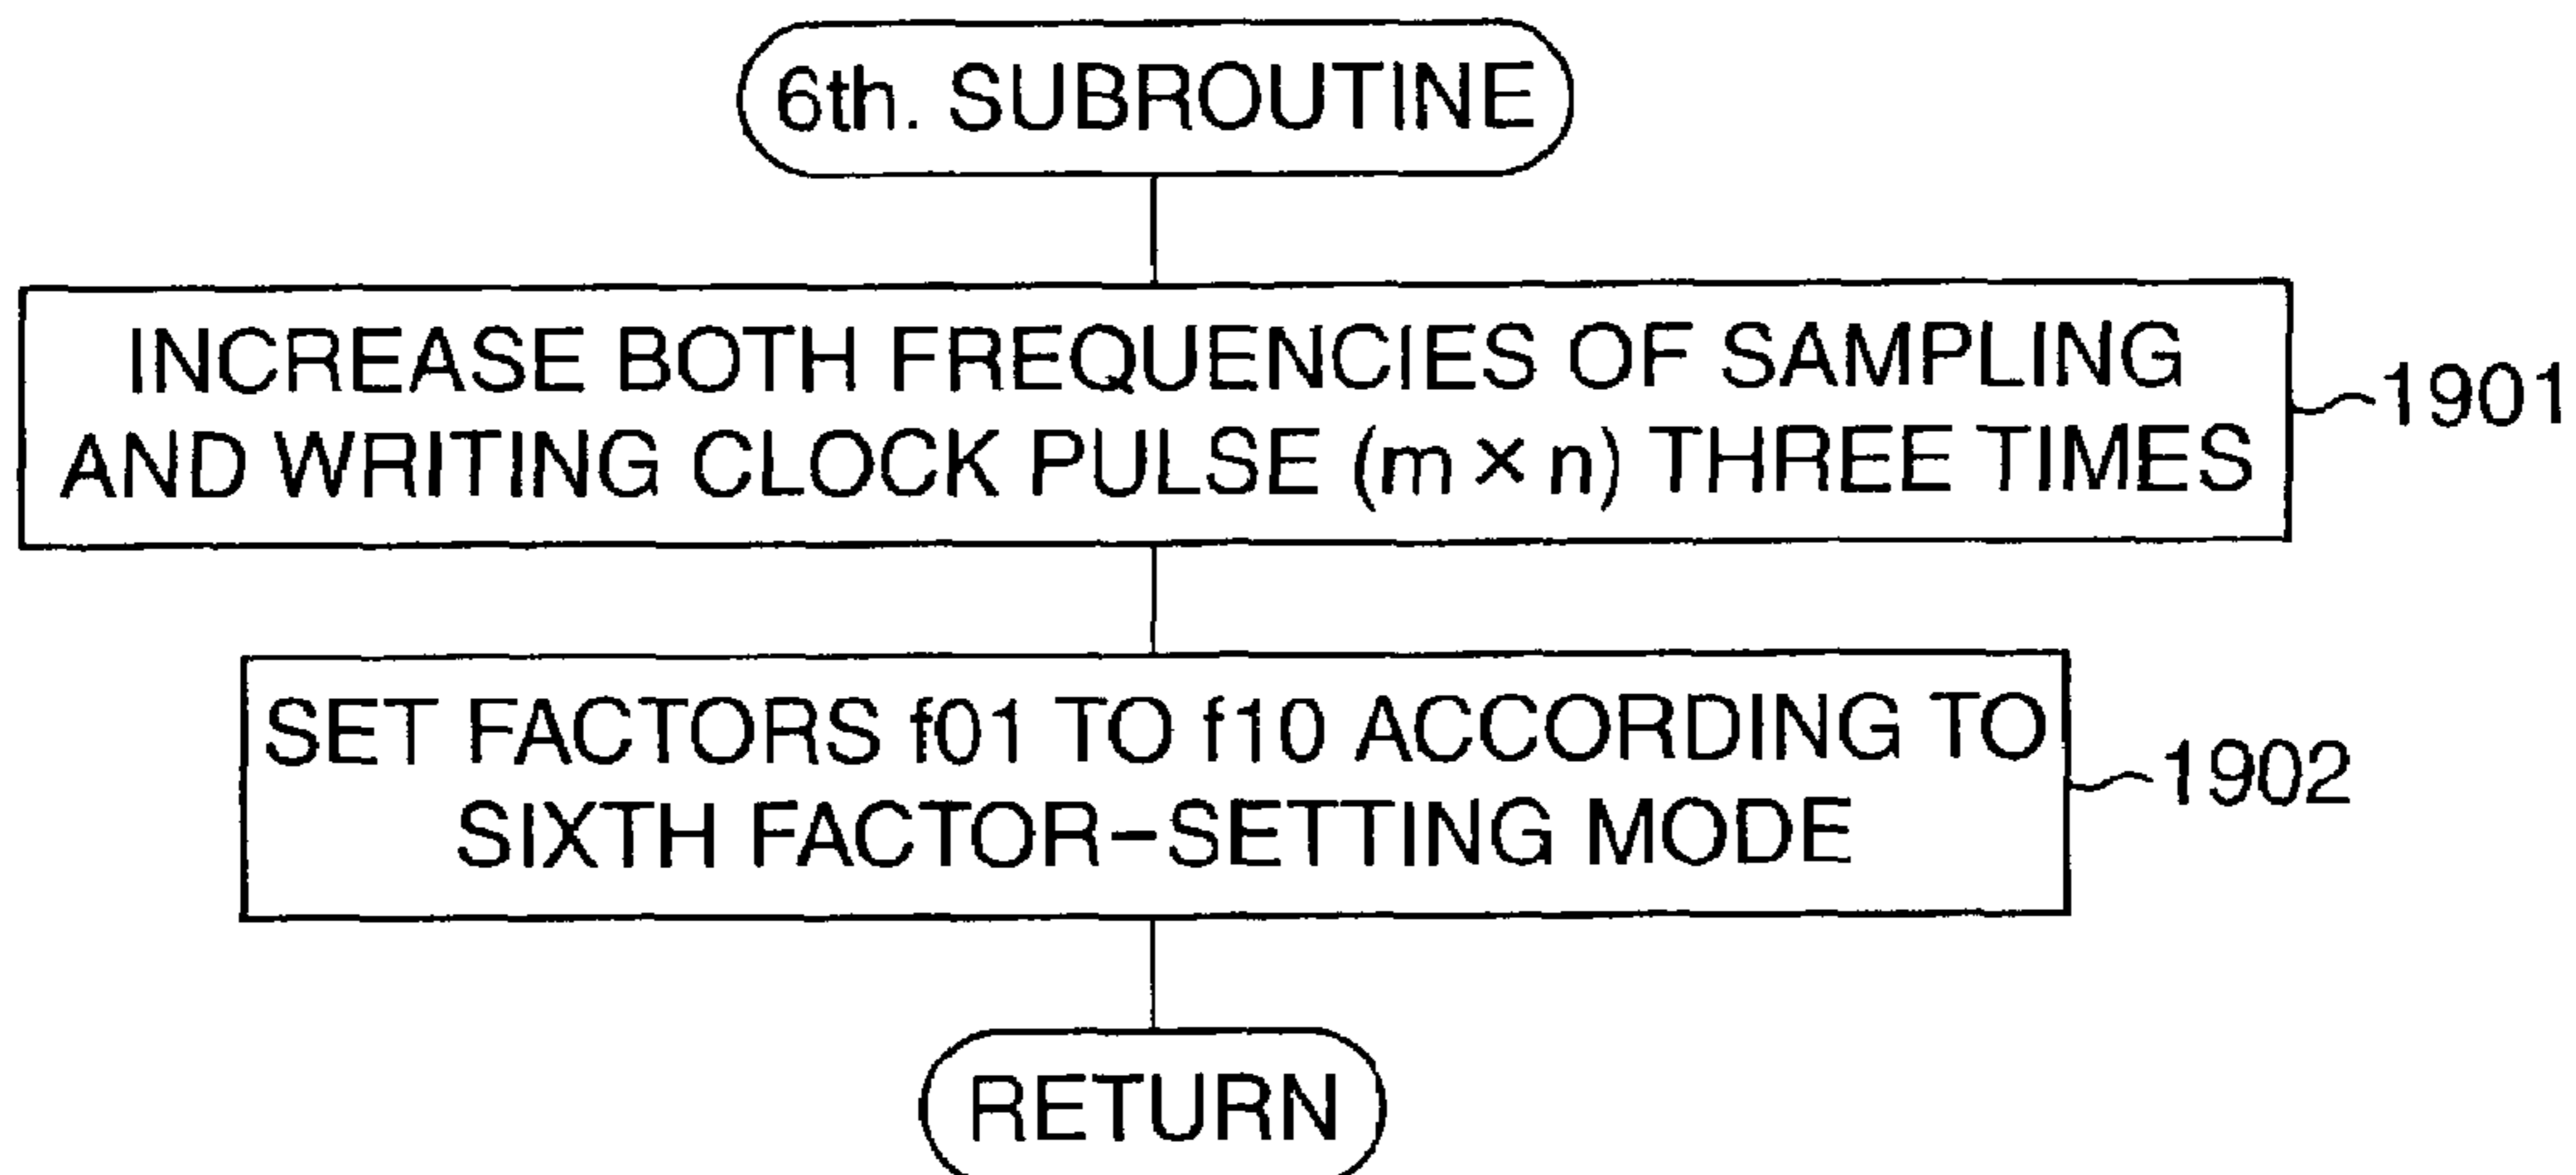 6th. SUBROUTINE
INCREASE BOTH FREQUENCIES OF SAMPLING
AND WRITING CLOCK PULSE (m × n) THREE TIMES
1901
SET FACTORS f01 TO f10 ACCORDING TO
SIXTH FACTOR-SETTING MODE
1902
RETURN